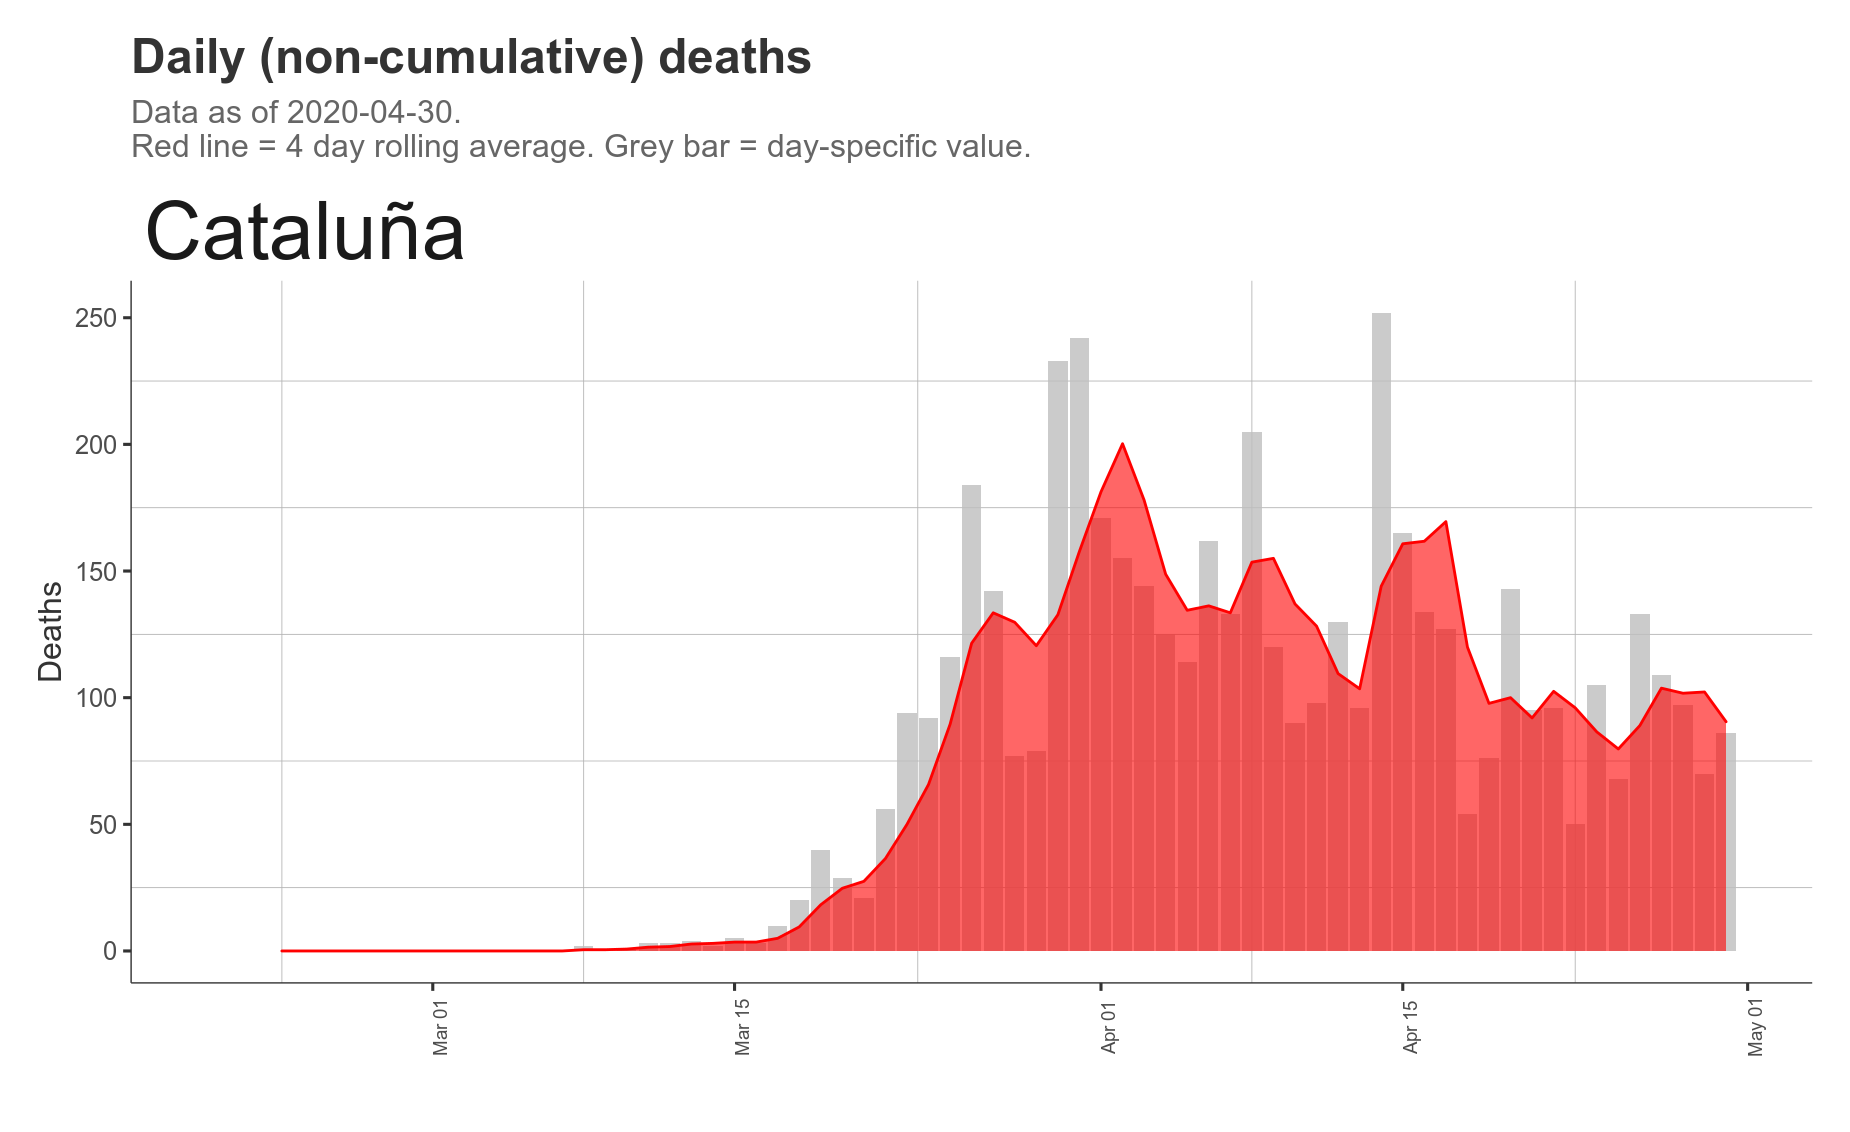 Daily (non-cumulative) deaths
Data as of 2020-04-30.
Red line = 4 day rolling average. Grey bar = day-specific value.
Cataluña
250
200
150
100
50
0
Deaths
Mar 01
Mar 15
Apr 01
Apr 15
May 01